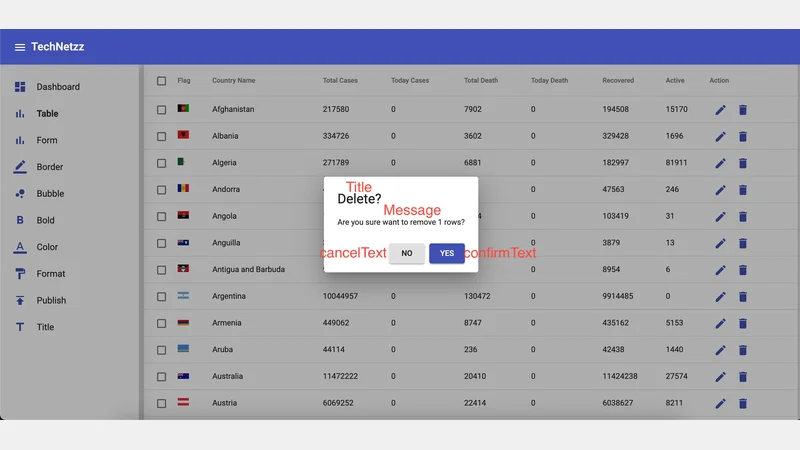 TechNetzz
Dashboard
Table
Form
Border
Bubble
Bold
Color
Format
Publish
Title
Flag Country Name Total Cases Today Cases Total Death Today Death Recovered Active Action
Afghanistan 217580 0 7902 0 194508 15170
Albania 334726 0 3602 0 329428 1696
Algeria 271789 0 6881 0 182997 81911
Andorra 0 47563 246
Angola 0 103419 31
Anguilla 0 3879 13
Antigua and Barbuda 0 8954 6
Argentina 10044957 0 130472 0 9914485 0
Armenia 449062 0 8747 0 435162 5153
Aruba 44114 0 236 0 42438 1440
Australia 11472222 0 20410 0 11424238 27574
Austria 6069252 0 22414 0 6038627 8211
Title
Delete?
Message
Are you sure want to remove 1 rows?
cancelText NO YES confirmText